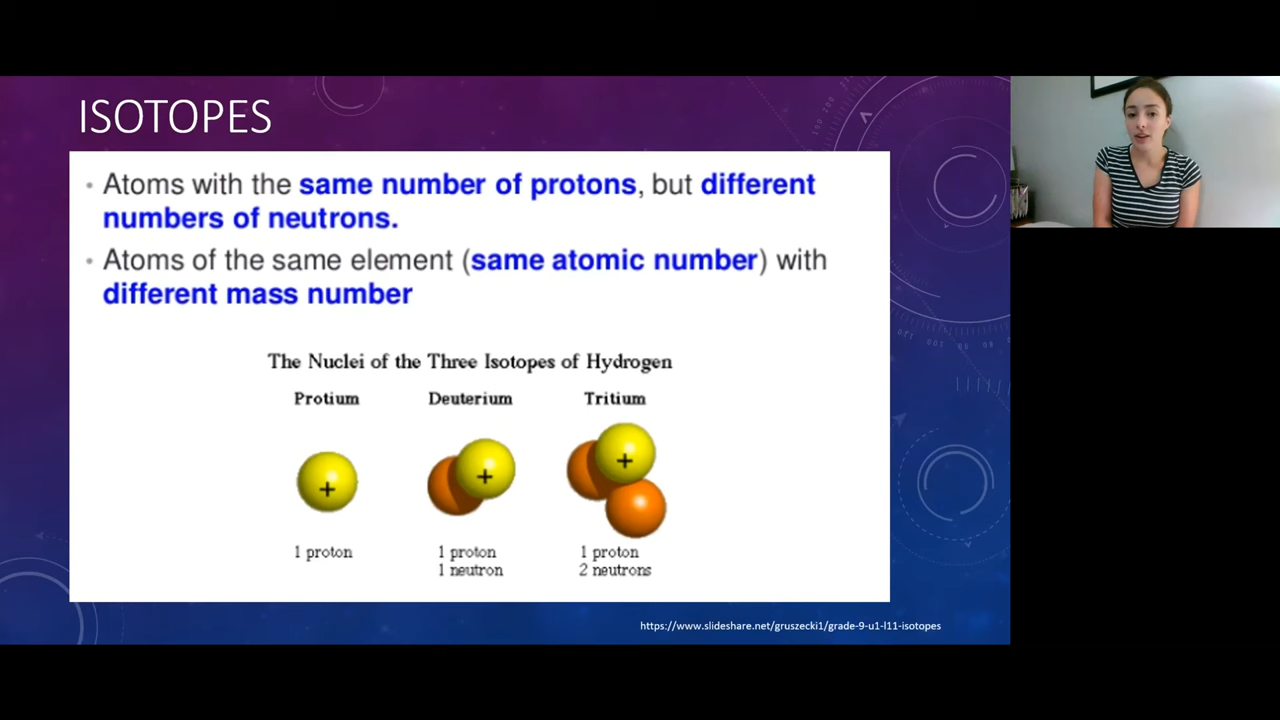 ISOTOPES
• Atoms with the same number of protons, but different
numbers of neutrons.
• Atoms of the same element (same atomic number) with
different mass number
The Nuclei of the Three Isotopes of Hydrogen
Protium Deuterium Tritium
+ + +
1 proton 1 proton 1 proton
1 neutron 2 neutrons
https://www.slideshare.net/gruszecki1/grade-9-u1-l11-isotopes